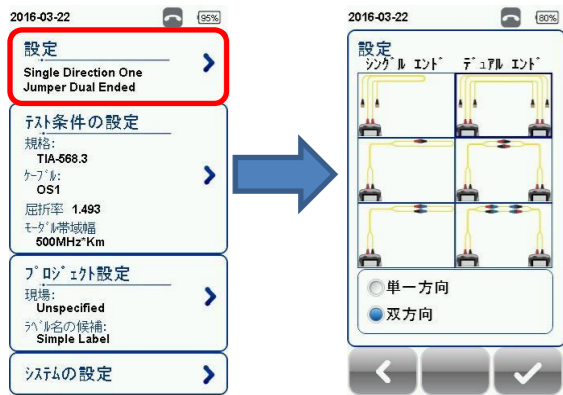 2016-03-22
95%
設定
Single Direction One
Jumper Dual Ended
ﾃｽﾄ条件の設定
規格:
TIA-568.3
ｹｰﾌﾞﾙ:
OS1
屈折率 1.493
ﾓｰﾀﾞﾙ帯域幅
500MHz*Km
ﾌﾟﾛｼﾞｪｸﾄ設定
現場:
Unspecified
ﾗﾍﾞﾙ名の候補:
Simple Label
ｼｽﾃﾑの設定
2016-03-22
80%
設定
ｼﾝｸﾞﾙ ｴﾝﾄﾞ ﾃﾞｭｱﾙ ｴﾝﾄﾞ
単一方向
双方向